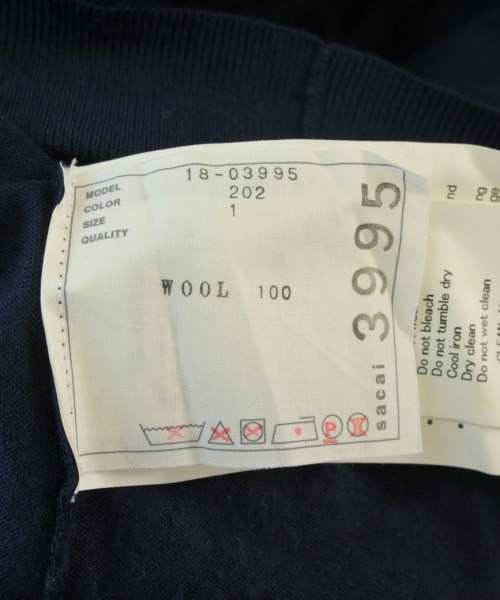 MODEL 18-03995
COLOR 202
SIZE 1
QUALITY
WOOL 100
3995
sacai
P
W
nd
ng
ge
Do not bleach
Do not tumble dry
Cool iron
Dry clean
Do not wet clean